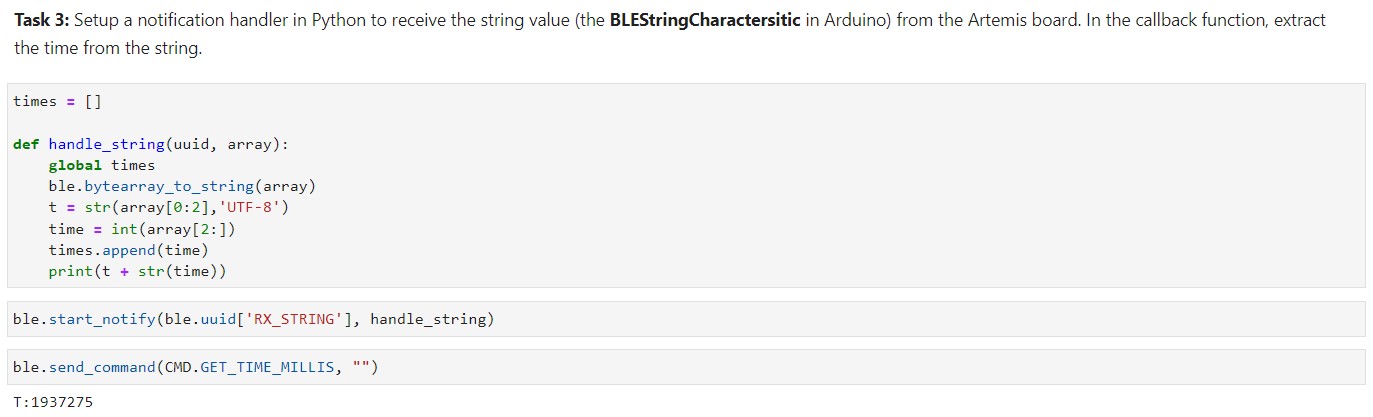 Task 3: Setup a notification handler in Python to receive the string value (the BLEStringCharactersitic in Arduino) from the Artemis board. In the callback function, extract
the time from the string.
times = []
def handle_string(uuid, array):
    global times
    ble.bytearray_to_string(array)
    t = str(array[0:2],'UTF-8')
    time = int(array[2:])
    times.append(time)
    print(t + str(time))
ble.start_notify(ble.uuid['RX_STRING'], handle_string)
ble.send_command(CMD.GET_TIME_MILLIS, "")
T:1937275